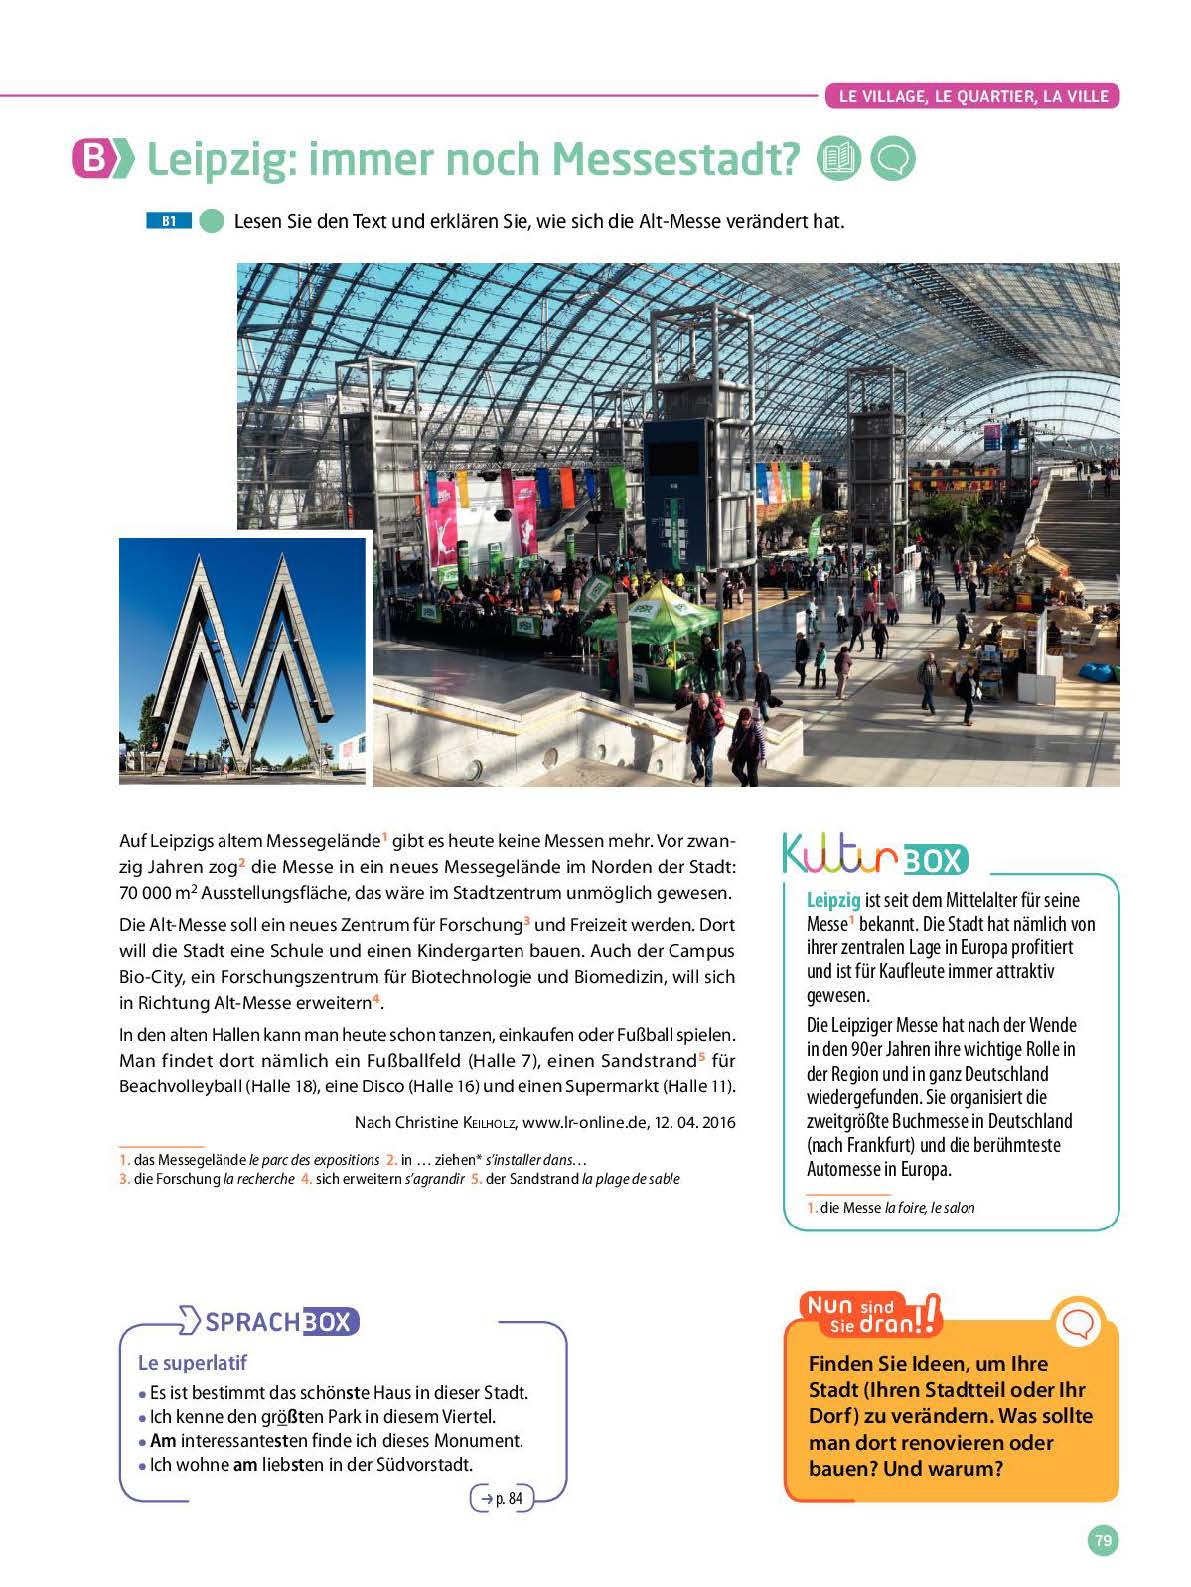 LE VILLAGE, LE QUARTIER, LA VILLE
B Leipzig: immer noch Messestadt?
B1 Lesen Sie den Text und erklären Sie, wie sich die Alt-Messe verändert hat.
Auf Leipzigs altem Messegelände¹ gibt es heute keine Messen mehr. Vor zwan-
zig Jahren zog² die Messe in ein neues Messegelände im Norden der Stadt:
70 000 m² Ausstellungsfläche, das wäre im Stadtzentrum unmöglich gewesen.
Die Alt-Messe soll ein neues Zentrum für Forschung³ und Freizeit werden. Dort
will die Stadt eine Schule und einen Kindergarten bauen. Auch der Campus
Bio-City, ein Forschungszentrum für Biotechnologie und Biomedizin, will sich
in Richtung Alt-Messe erweitern⁴.
In den alten Hallen kann man heute schon tanzen, einkaufen oder Fußball spielen.
Man findet dort nämlich ein Fußballfeld (Halle 7), einen Sandstrand⁵ für
Beachvolleyball (Halle 18), eine Disco (Halle 16) und einen Supermarkt (Halle 11).
Nach Christine KEILHOLZ, www.lr-online.de, 12. 04. 2016
1. das Messegelände le parc des expositions 2. in … ziehen* s'installer dans…
3. die Forschung la recherche 4. sich erweitern s'agrandir 5. der Sandstrand la plage de sable
Kultur BOX
Leipzig ist seit dem Mittelalter für seine
Messe¹ bekannt. Die Stadt hat nämlich von
ihrer zentralen Lage in Europa profitiert
und ist für Kaufleute immer attraktiv
gewesen.
Die Leipziger Messe hat nach der Wende
in den 90er Jahren ihre wichtige Rolle in
der Region und in ganz Deutschland
wiedergefunden. Sie organisiert die
zweitgrößte Buchmesse in Deutschland
(nach Frankfurt) und die berühmteste
Automesse in Europa.
1. die Messe la foire, le salon
SPRACHBOX
Le superlatif
• Es ist bestimmt das schönste Haus in dieser Stadt.
• Ich kenne den größten Park in diesem Viertel.
• Am interessantesten finde ich dieses Monument.
• Ich wohne am liebsten in der Südvorstadt.
→ p. 84
Nun sind
Sie dran!!
Finden Sie Ideen, um Ihre
Stadt (Ihren Stadtteil oder Ihr
Dorf) zu verändern. Was sollte
man dort renovieren oder
bauen? Und warum?
79